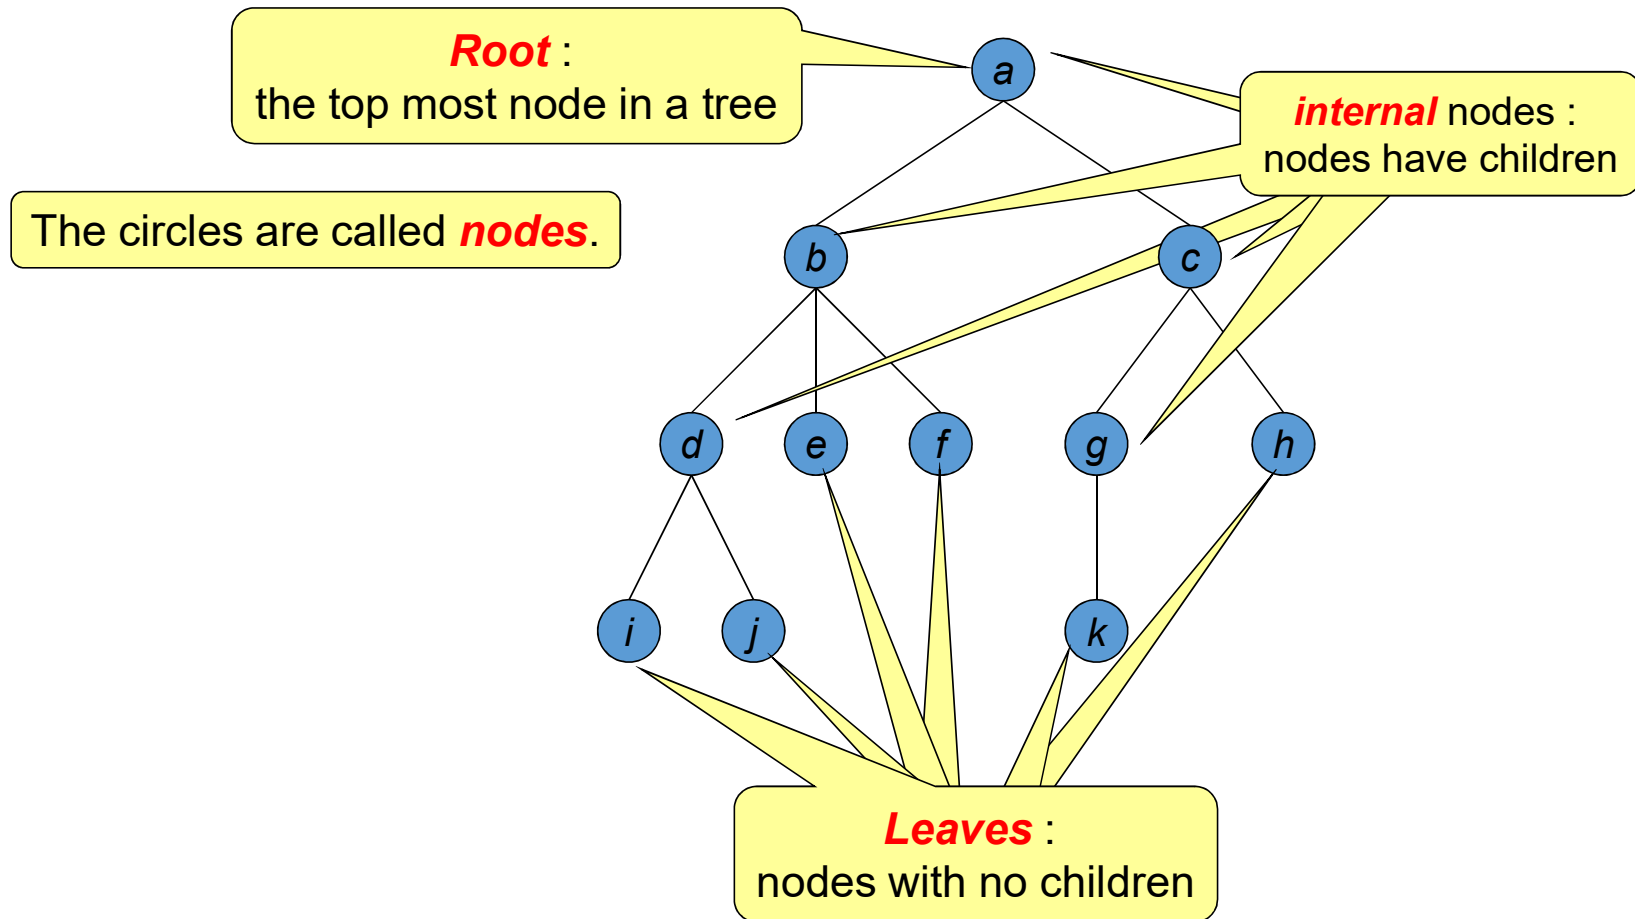 Root :
the top most node in a tree
a
internal nodes :
nodes have children
The circles are called nodes.
b
c
d
e
f
g
h
i
j
k
Leaves :
nodes with no children